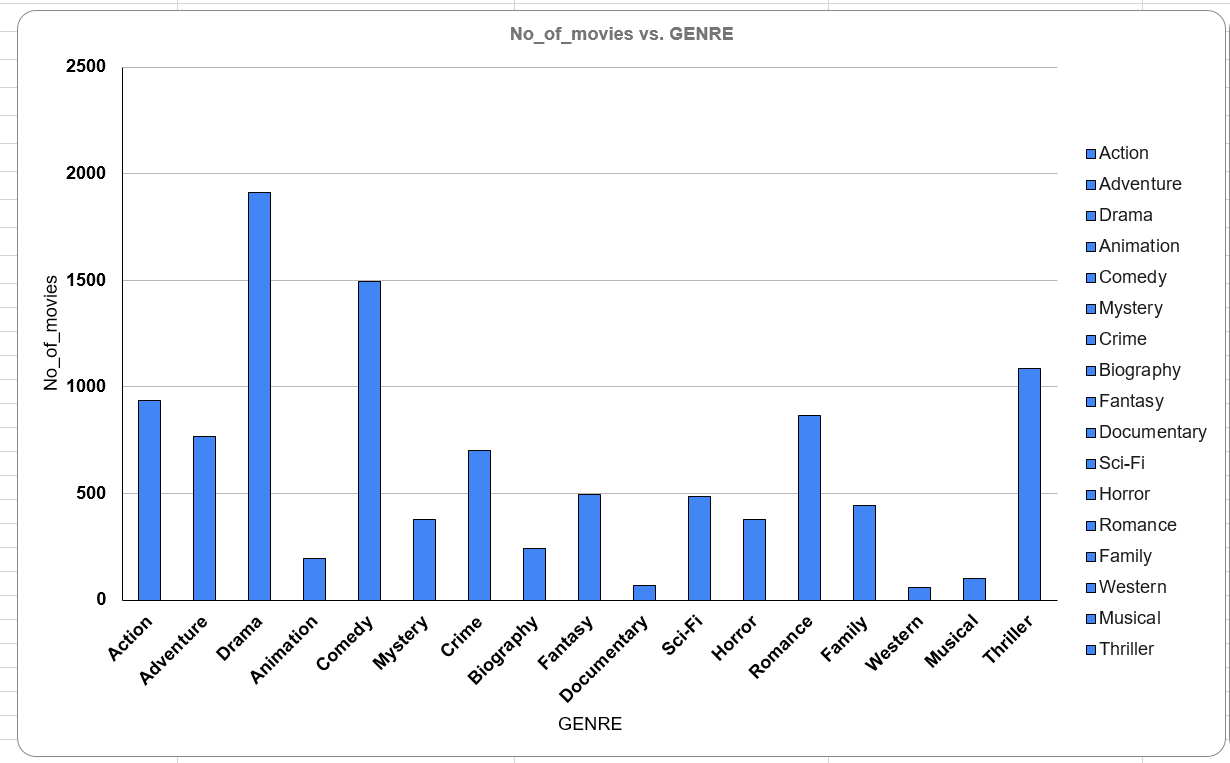 No_of_movies vs. GENRE
2500
2000
1500
1000
500
0
No_of_movies
Action
Adventure
Drama
Animation
Comedy
Mystery
Crime
Biography
Fantasy
Documentary
Sci-Fi
Horror
Romance
Family
Western
Musical
Thriller
GENRE
Action
Adventure
Drama
Animation
Comedy
Mystery
Crime
Biography
Fantasy
Documentary
Sci-Fi
Horror
Romance
Family
Western
Musical
Thriller